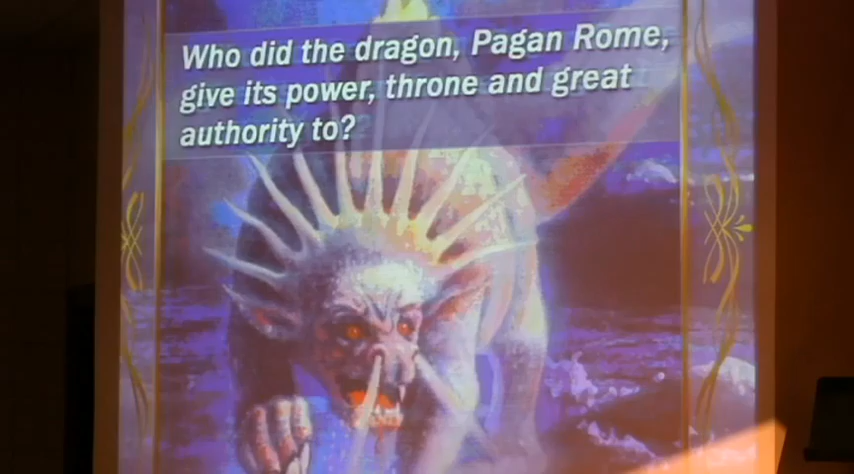 Who did the dragon, Pagan Rome,
give its power, throne and great
authority to?